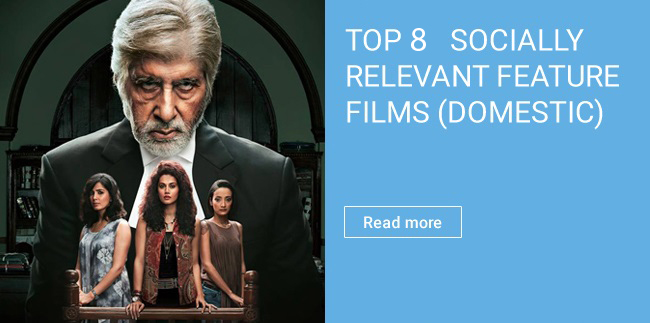 TOP 8 SOCIALLY
RELEVANT FEATURE
FILMS (DOMESTIC)
Read more